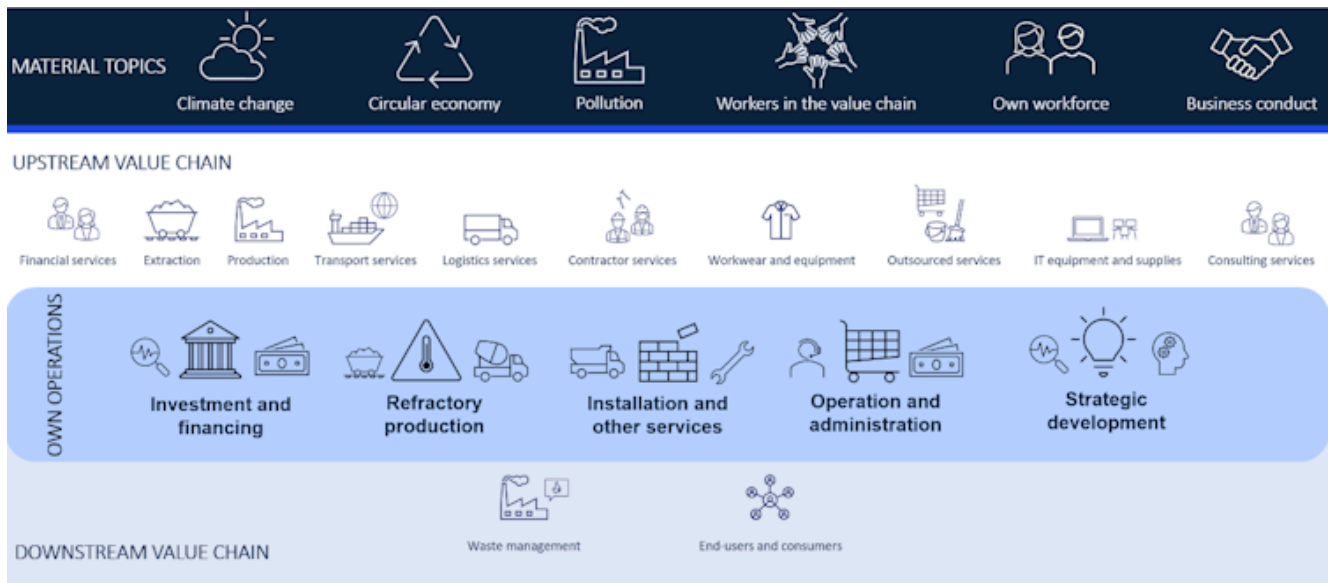 MATERIAL TOPICS
Climate change
Circular economy
Pollution
Workers in the value chain
Own workforce
Business conduct
UPSTREAM VALUE CHAIN
Financial services
Extraction
Production
Transport services
Logistics services
Contractor services
Workwear and equipment
Outsourced services
IT equipment and supplies
Consulting services
OWN OPERATIONS
Investment and
financing
Refractory
production
Installation and
other services
Operation and
administration
Strategic
development
Waste management
End-users and consumers
DOWNSTREAM VALUE CHAIN